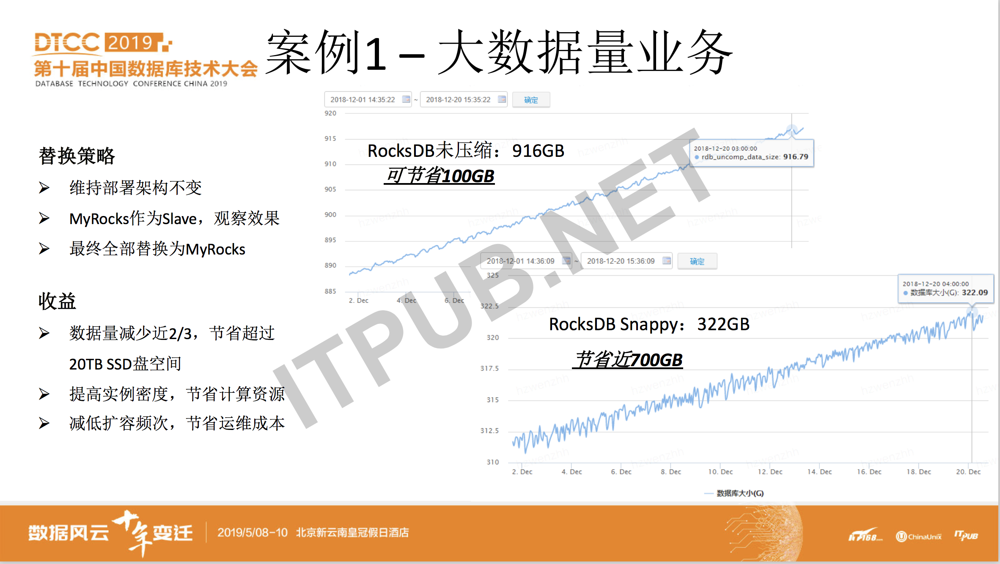 DTCC 2019
第十届中国数据库技术大会
DATABASE TECHNOLOGY CONFERENCE CHINA 2019
案例1 – 大数据量业务
替换策略
➢ 维持部署架构不变
➢ MyRocks作为Slave，观察效果
➢ 最终全部替换为MyRocks
收益
➢ 数据量减少近2/3，节省超过
20TB SSD盘空间
➢ 提高实例密度，节省计算资源
➢ 减低扩容频次，节省运维成本
2018-12-01 14:35:22 ~ 2018-12-20 15:35:22 确定
920
915
910
905
900
895
890
885
2. Dec 4. Dec 6. Dec
RocksDB未压缩：916GB
可节省100GB
2018-12-20 03:00:00
rdb_uncomp_data_size: 916.79
2018-12-01 14:36:09 ~ 2018-12-20 15:36:09 确定
325
322.5
320
317.5
315
312.5
310
2. Dec 4. Dec 6. Dec 8. Dec 10. Dec 12. Dec 14. Dec 16. Dec 18. Dec 20. Dec
RocksDB Snappy：322GB
节省近700GB
2018-12-20 04:00:00
数据库大小(G): 322.09
数据库大小(G)
hzwenzhh
ITPUB.NET
数据风云 十年 变迁
2019/5/08-10 北京新云南皇冠假日酒店
IT168.com ChinaUnix ITPUB